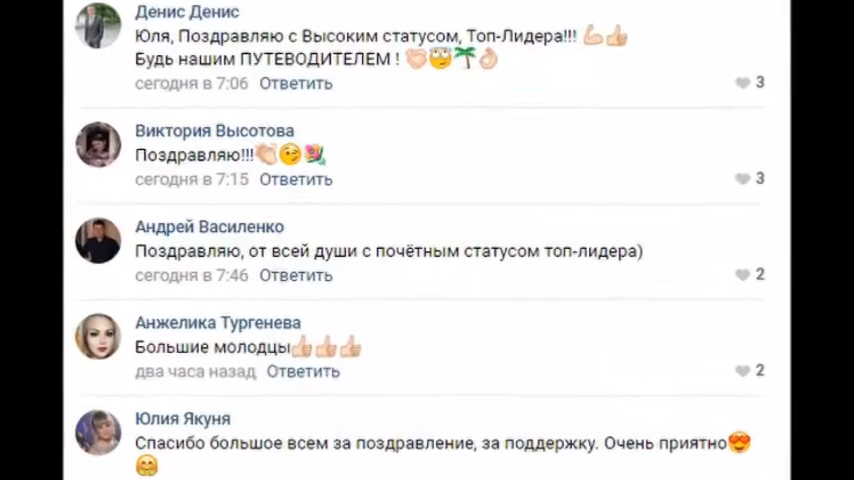 Денис Денис
Юля, Поздравляю с Высоким статусом, Топ-Лидера!!! 💪👍
Будь нашим ПУТЕВОДИТЕЛЕМ ! 👏😇🌴👌
сегодня в 7:06 Ответить 3
Виктория Высотова
Поздравляю!!!👏😉💐
сегодня в 7:15 Ответить 3
Андрей Василенко
Поздравляю, от всей души с почётным статусом топ-лидера)
сегодня в 7:46 Ответить 2
Анжелика Тургенева
Большие молодцы👍👍👍
два часа назад Ответить 2
Юлия Якуня
Спасибо большое всем за поздравление, за поддержку. Очень приятно😍
🤗